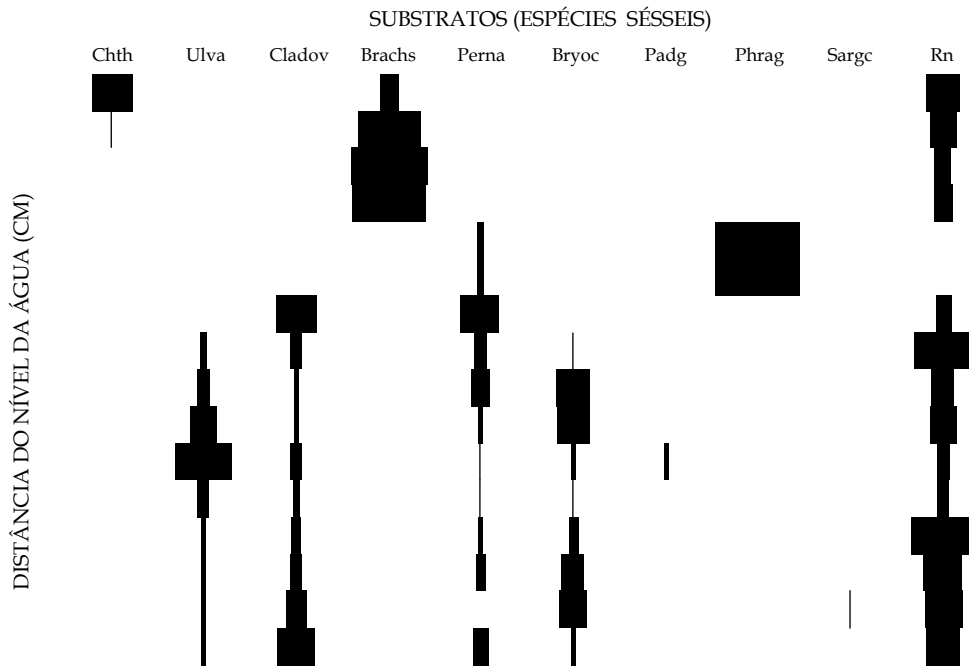 SUBSTRATOS (ESPÉCIES SÉSSEIS)
Chth Ulva Cladov Brachs Perna Bryoc Padg Phrag Sargc Rn
DISTÂNCIA DO NÍVEL DA ÁGUA (CM)